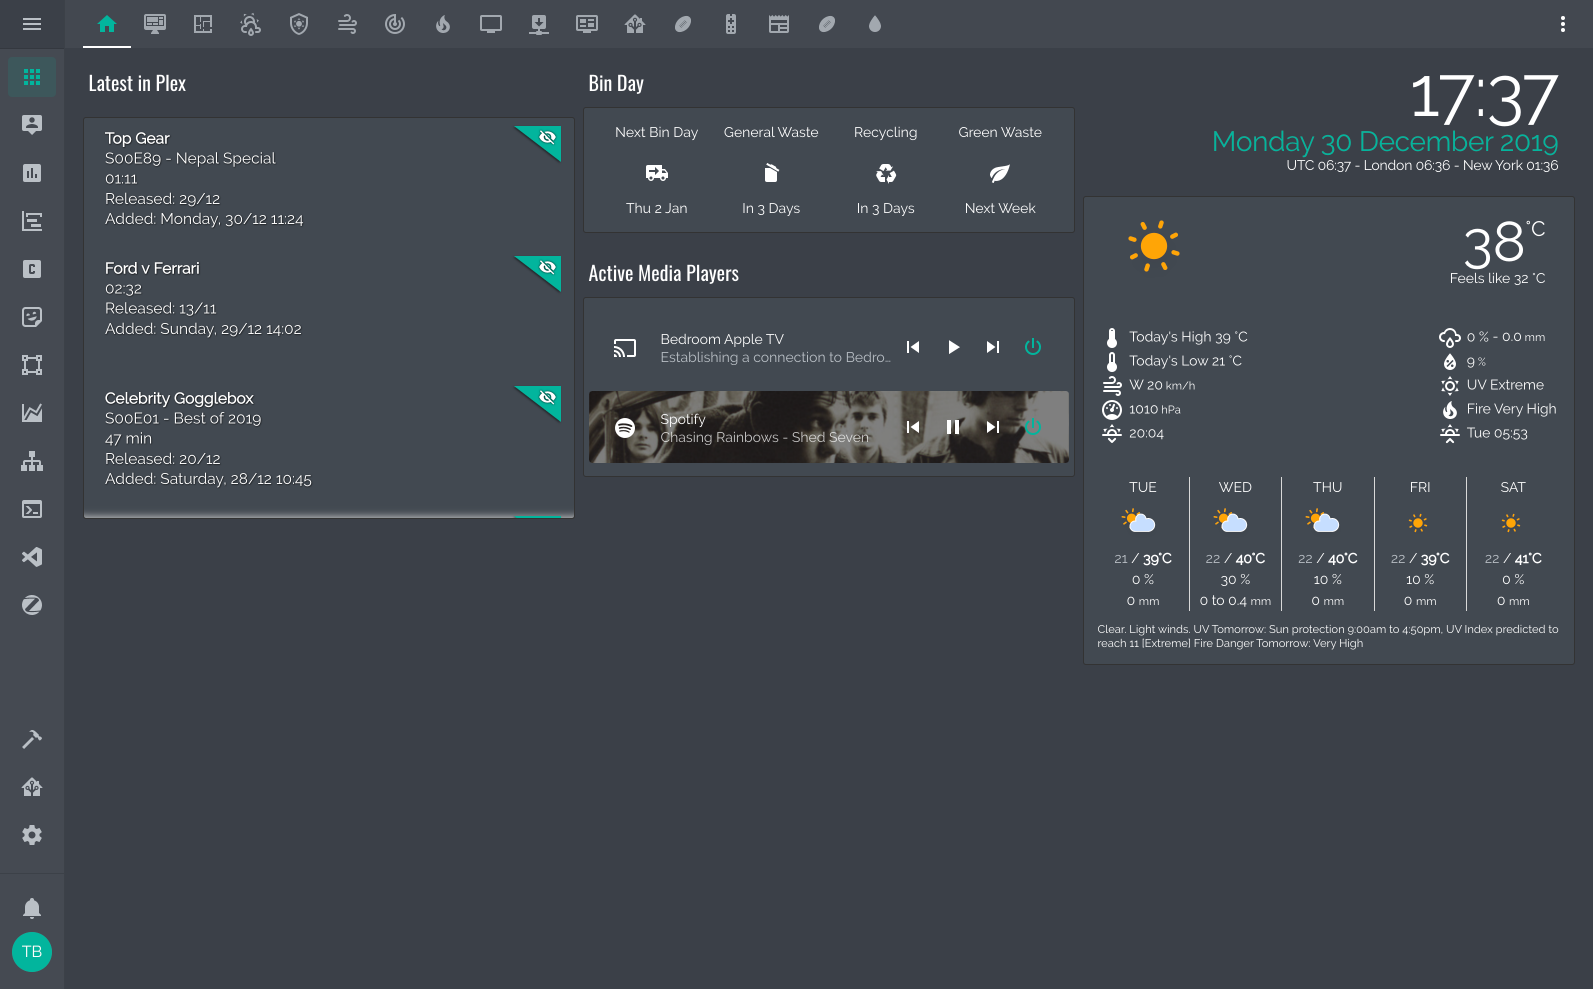 Latest in Plex
Top Gear
S00E89 - Nepal Special
01:11
Released: 29/12
Added: Monday, 30/12 11:24
Ford v Ferrari
02:32
Released: 13/11
Added: Sunday, 29/12 14:02
Celebrity Gogglebox
S00E01 - Best of 2019
47 min
Released: 20/12
Added: Saturday, 28/12 10:45
Bin Day
Next Bin Day General Waste Recycling Green Waste
Thu 2 Jan In 3 Days In 3 Days Next Week
Active Media Players
Bedroom Apple TV
Establishing a connection to Bedro...
Spotify
Chasing Rainbows - Shed Seven
17:37
Monday 30 December 2019
UTC 06:37 - London 06:36 - New York 01:36
38 °C
Feels like 32 °C
Today's High 39 °C 0 % - 0.0 mm
Today's Low 21 °C 9 %
W 20 km/h UV Extreme
1010 hPa Fire Very High
20:04 Tue 05:53
TUE WED THU FRI SAT
21 / 39°C 22 / 40°C 22 / 40°C 22 / 39°C 22 / 41°C
0 % 30 % 10 % 10 % 0 %
0 mm 0 to 0.4 mm 0 mm 0 mm 0 mm
Clear. Light winds. UV Tomorrow: Sun protection 9:00am to 4:50pm, UV Index predicted to
reach 11 [Extreme] Fire Danger Tomorrow: Very High
C
TB